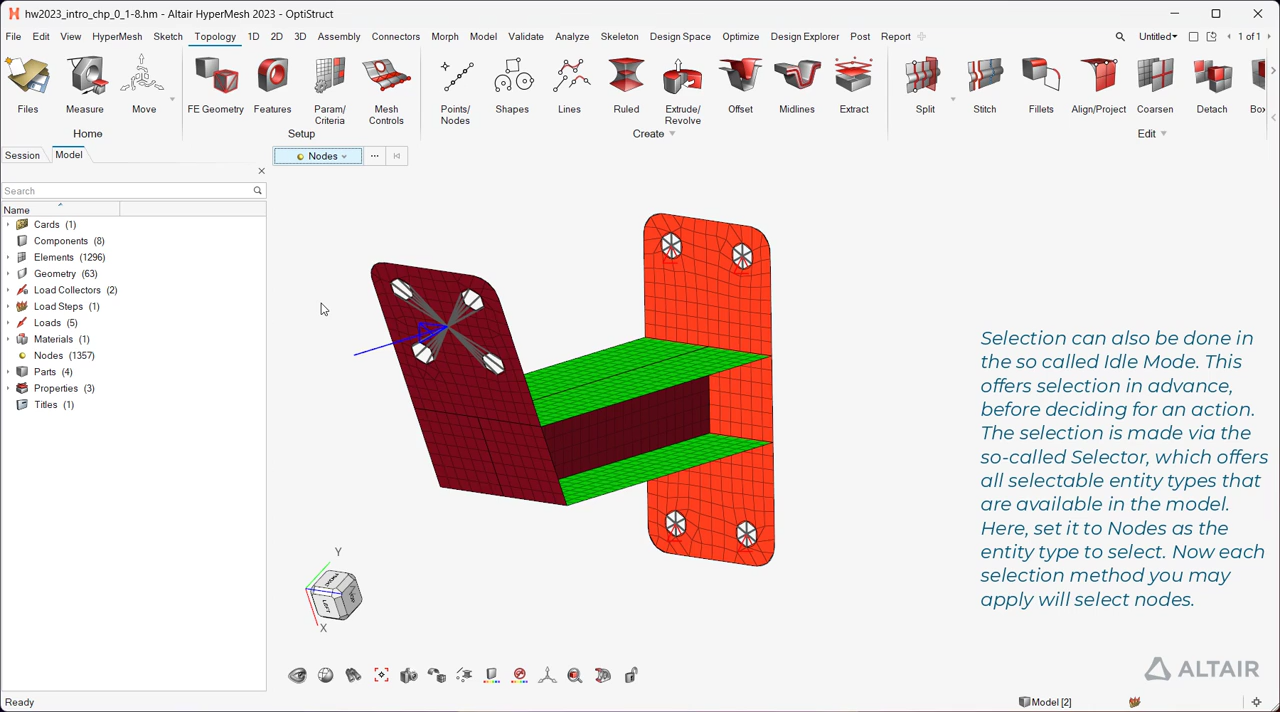 hw2023_intro_chp_0_1-8.hm - Altair HyperMesh 2023 - OptiStruct
File Edit View HyperMesh Sketch Topology 1D 2D 3D Assembly Connectors Morph Model Validate Analyze Skeleton Design Space Optimize Design Explorer Post Report Untitled 1 of 1
Files Measure Move FE Geometry Features Param/ Criteria Mesh Controls Points/ Nodes Shapes Lines Ruled Extrude/ Revolve Offset Midlines Extract Split Stitch Fillets Align/Project Coarsen Detach Box
Home Setup Create Edit
Session Model
Nodes
Search
Name
Cards (1)
Components (8)
Elements (1296)
Geometry (63)
Load Collectors (2)
Load Steps (1)
Loads (5)
Materials (1)
Nodes (1357)
Parts (4)
Properties (3)
Titles (1)
Selection can also be done in
the so called Idle Mode. This
offers selection in advance,
before deciding for an action.
The selection is made via the
so-called Selector, which offers
all selectable entity types that
are available in the model.
Here, set it to Nodes as the
entity type to select. Now each
selection method you may
apply will select nodes.
Y
LEFT
X
ALTAIR
Ready Model [2]